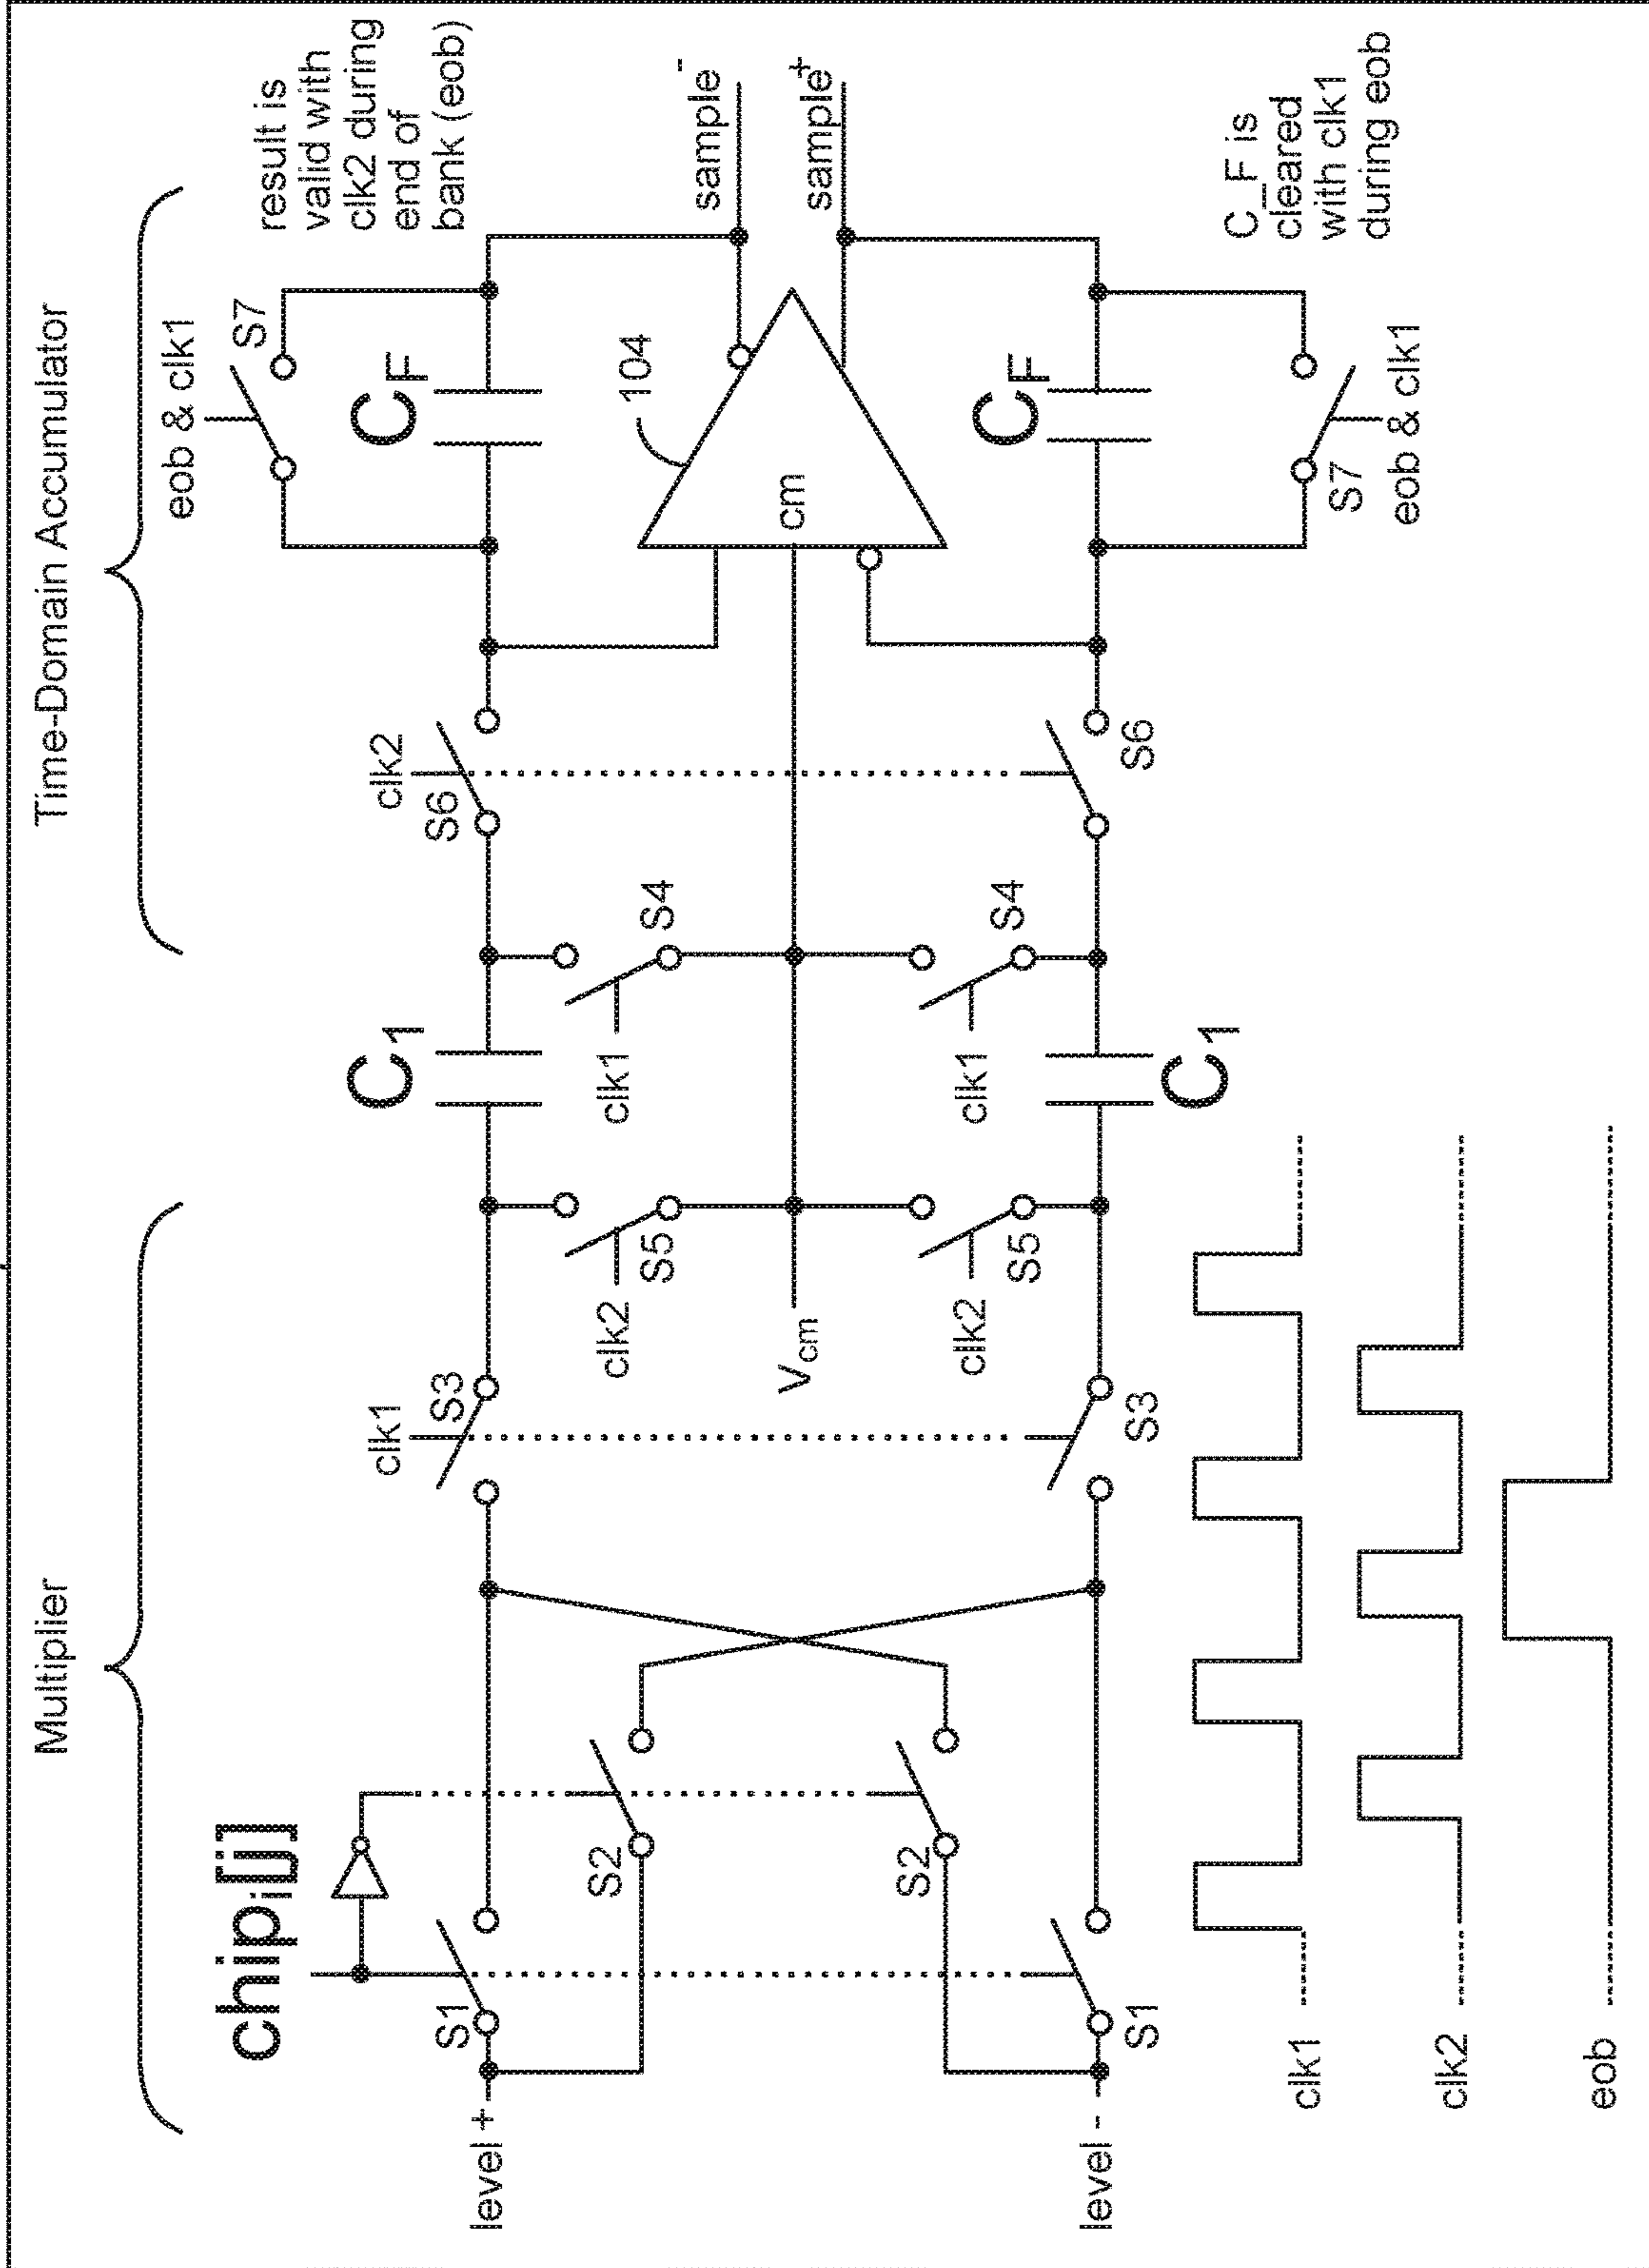 Multiplier
Time-Domain Accumulator
chipᵢ[j]
eob & clk1
S7
result is
valid with
clk2 during
end of
bank (eob)
level +
S1
S2
clk1
S3
C₁
clk2
S6
C_F
104
sample -
clk2
S5
clk1
S4
V_cm
cm
S2
clk2
S5
clk1
S4
sample+
level -
S1
S3
C₁
S6
C_F
S7
eob & clk1
C_F is
cleared
with clk1
during eob
clk1
clk2
eob